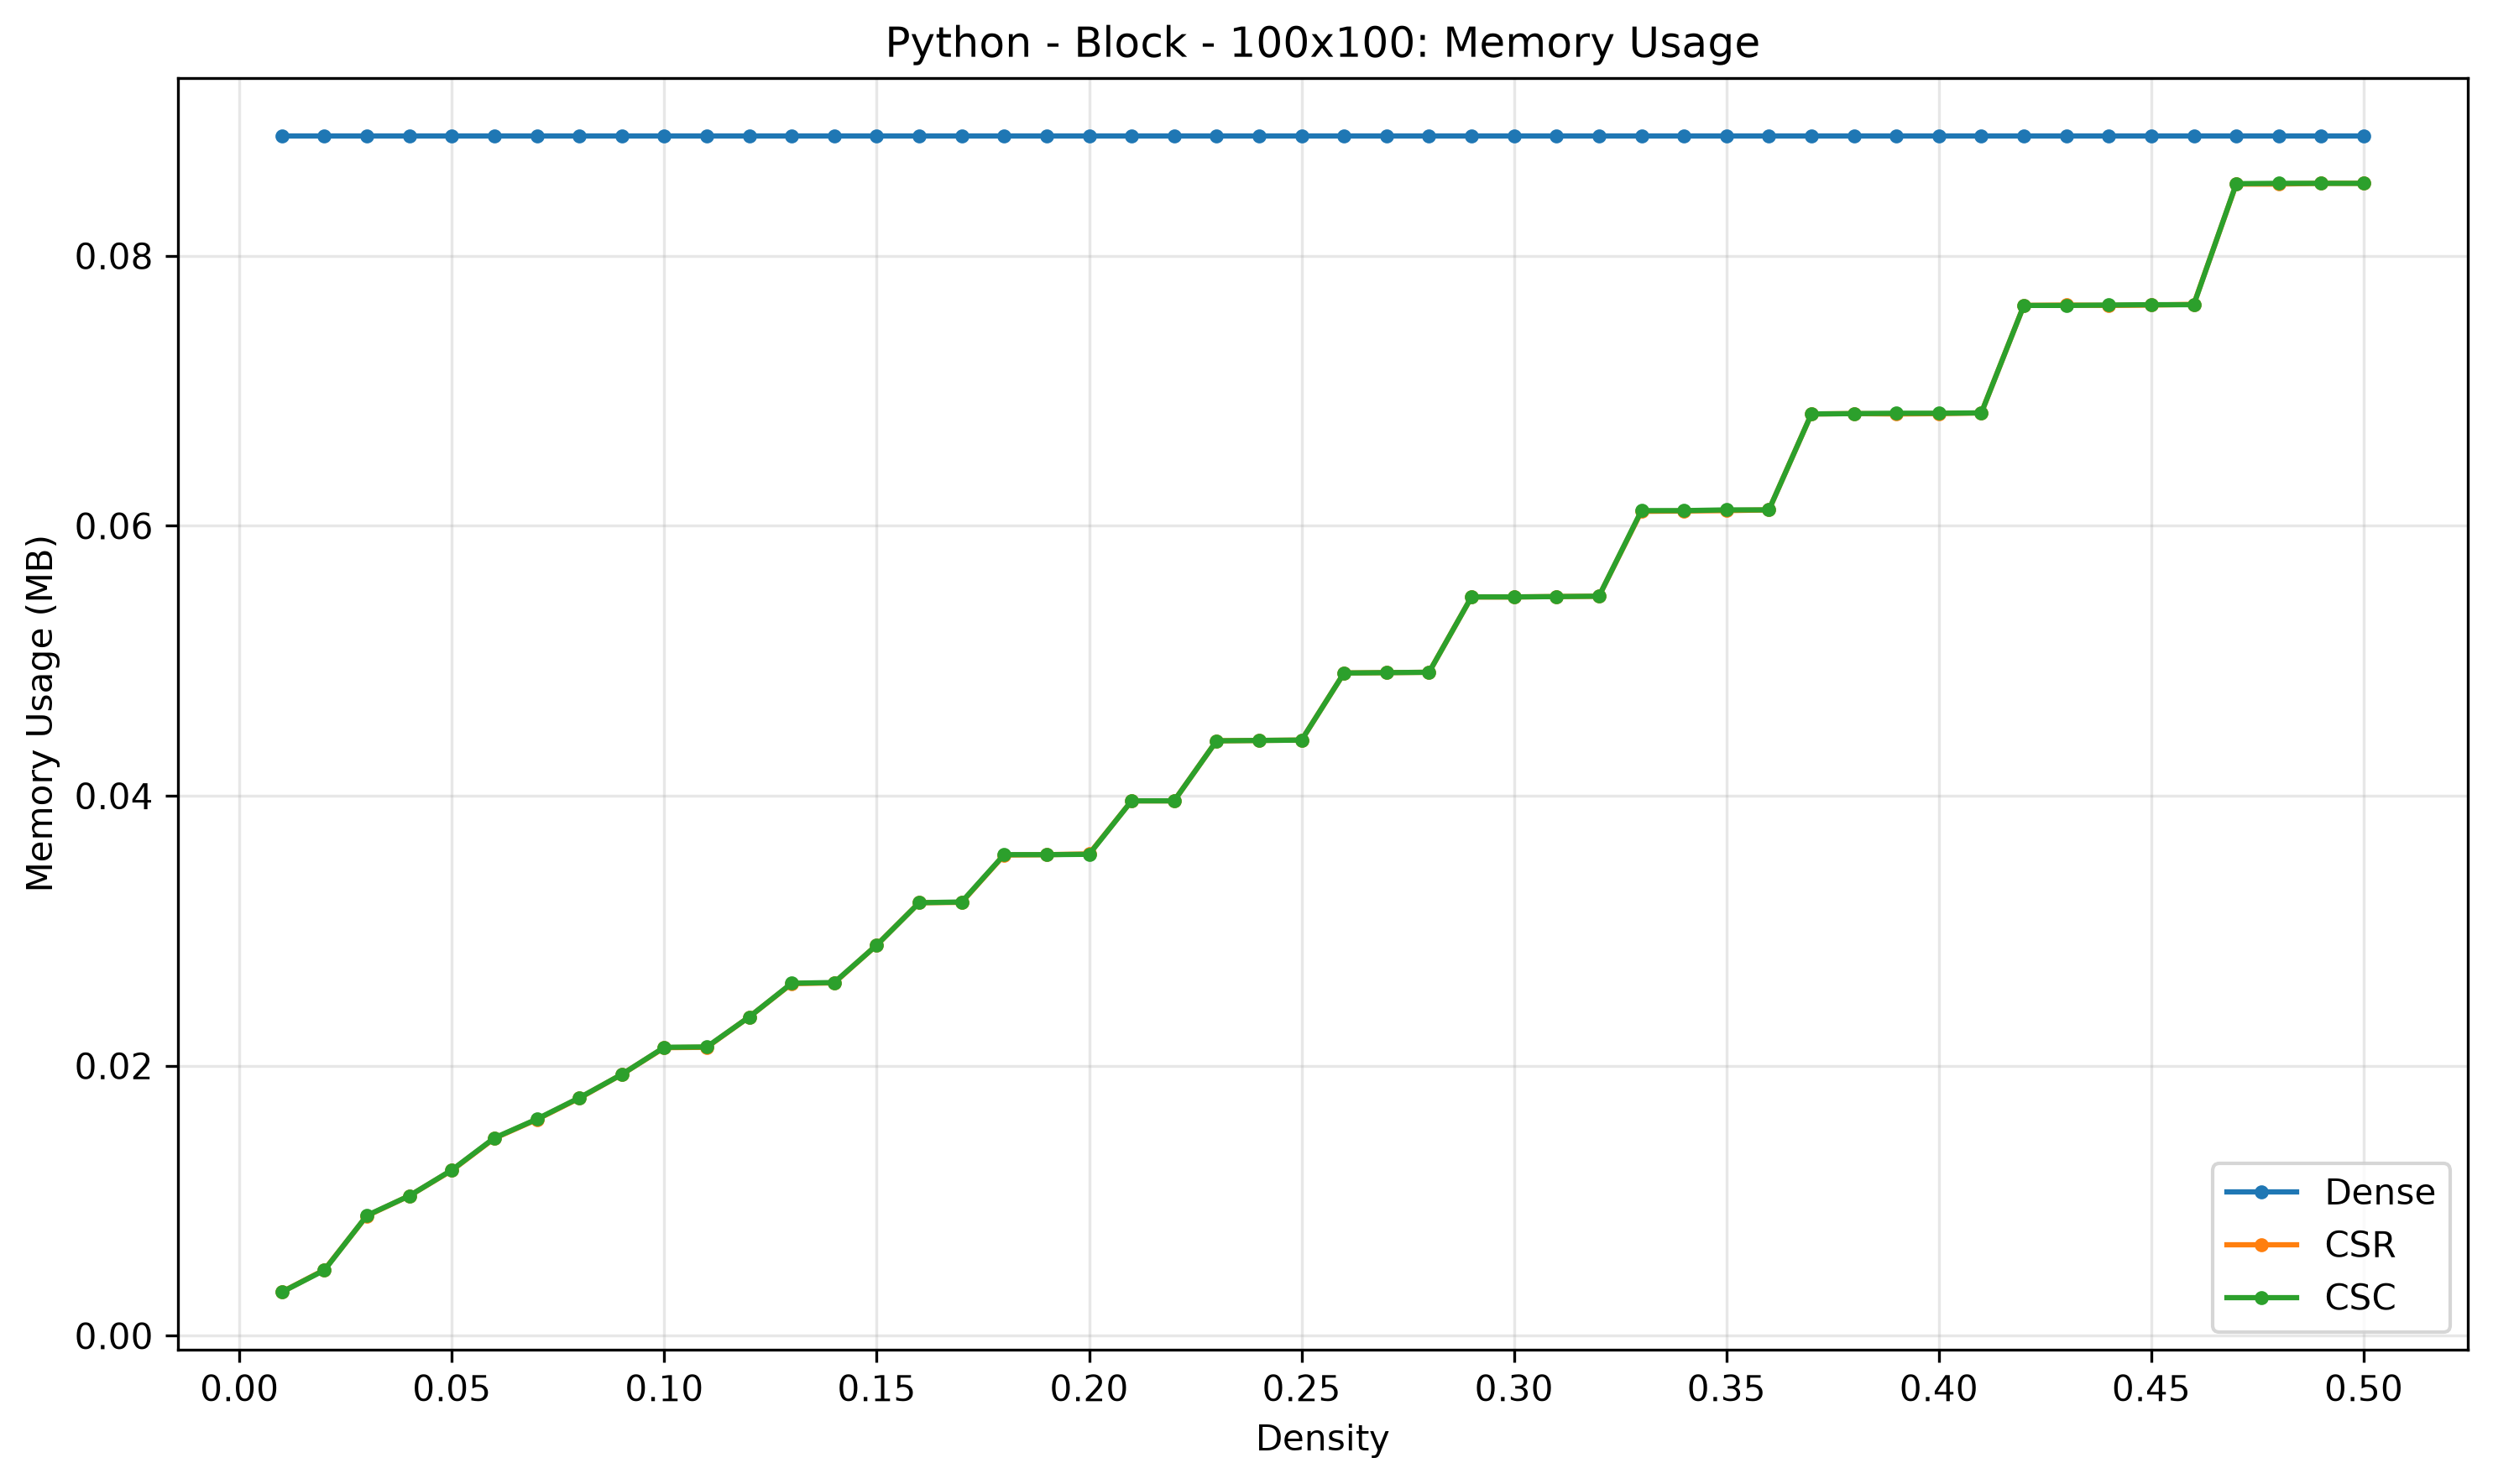 Python - Block - 100x100: Memory Usage
Memory Usage (MB)
0.08
0.06
0.04
0.02
0.00
0.00 0.05 0.10 0.15 0.20 0.25 0.30 0.35 0.40 0.45 0.50
Density
Dense
CSR
CSC